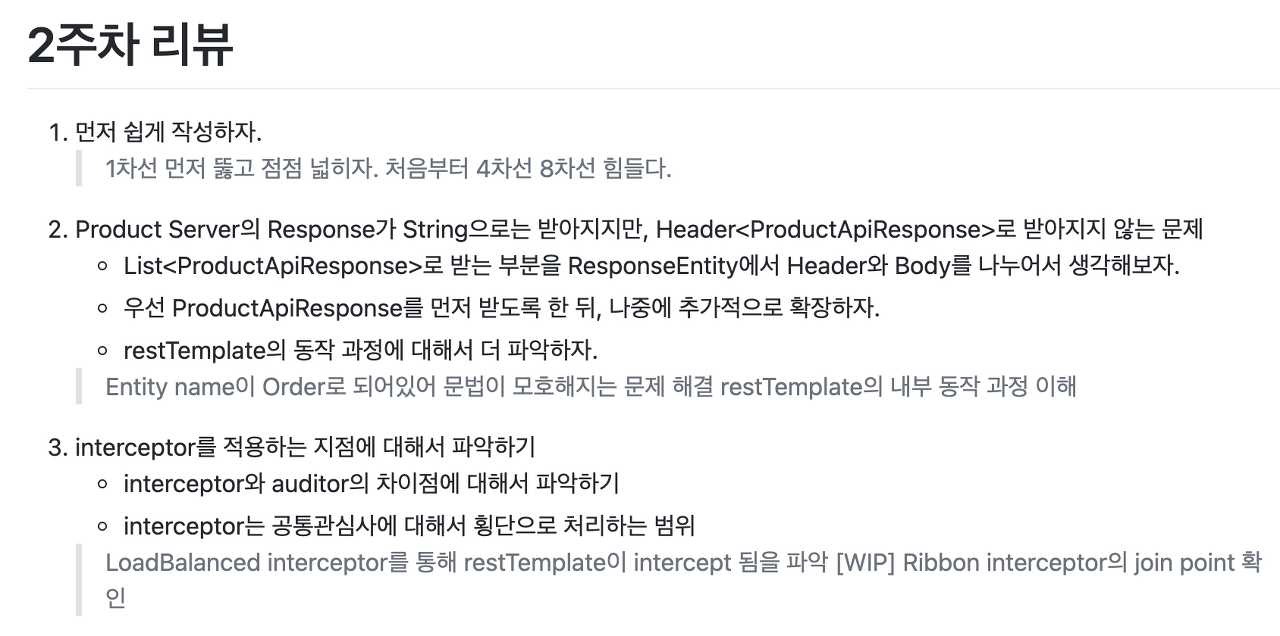 2주차 리뷰
1. 먼저 쉽게 작성하자.
1차선 먼저 뚫고 점점 넓히자. 처음부터 4차선 8차선 힘들다.
2. Product Server의 Response가 String으로는 받아지지만, Header<ProductApiResponse>로 받아지지 않는 문제
List<ProductApiResponse>로 받는 부분을 ResponseEntity에서 Header와 Body를 나누어서 생각해보자.
우선 ProductApiResponse를 먼저 받도록 한 뒤, 나중에 추가적으로 확장하자.
restTemplate의 동작 과정에 대해서 더 파악하자.
Entity name이 Order로 되어있어 문법이 모호해지는 문제 해결 restTemplate의 내부 동작 과정 이해
3. interceptor를 적용하는 지점에 대해서 파악하기
interceptor와 auditor의 차이점에 대해서 파악하기
interceptor는 공통관심사에 대해서 횡단으로 처리하는 범위
LoadBalanced interceptor를 통해 restTemplate이 intercept 됨을 파악 [WIP] Ribbon interceptor의 join point 확
인